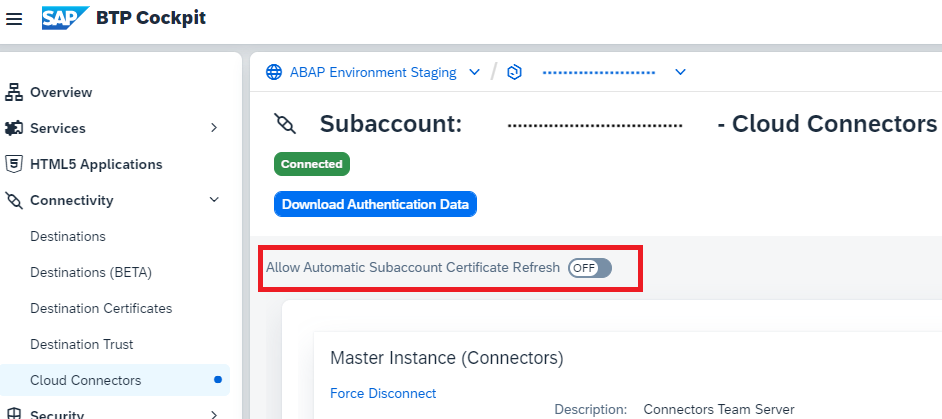 SAP BTP Cockpit
ABAP Environment Staging /
Overview
Services
HTML5 Applications
Connectivity
Destinations
Destinations (BETA)
Destination Certificates
Destination Trust
Cloud Connectors
Security
Subaccount: - Cloud Connectors
Connected
Download Authentication Data
Allow Automatic Subaccount Certificate Refresh OFF
Master Instance (Connectors)
Force Disconnect
Description: Connectors Team Server